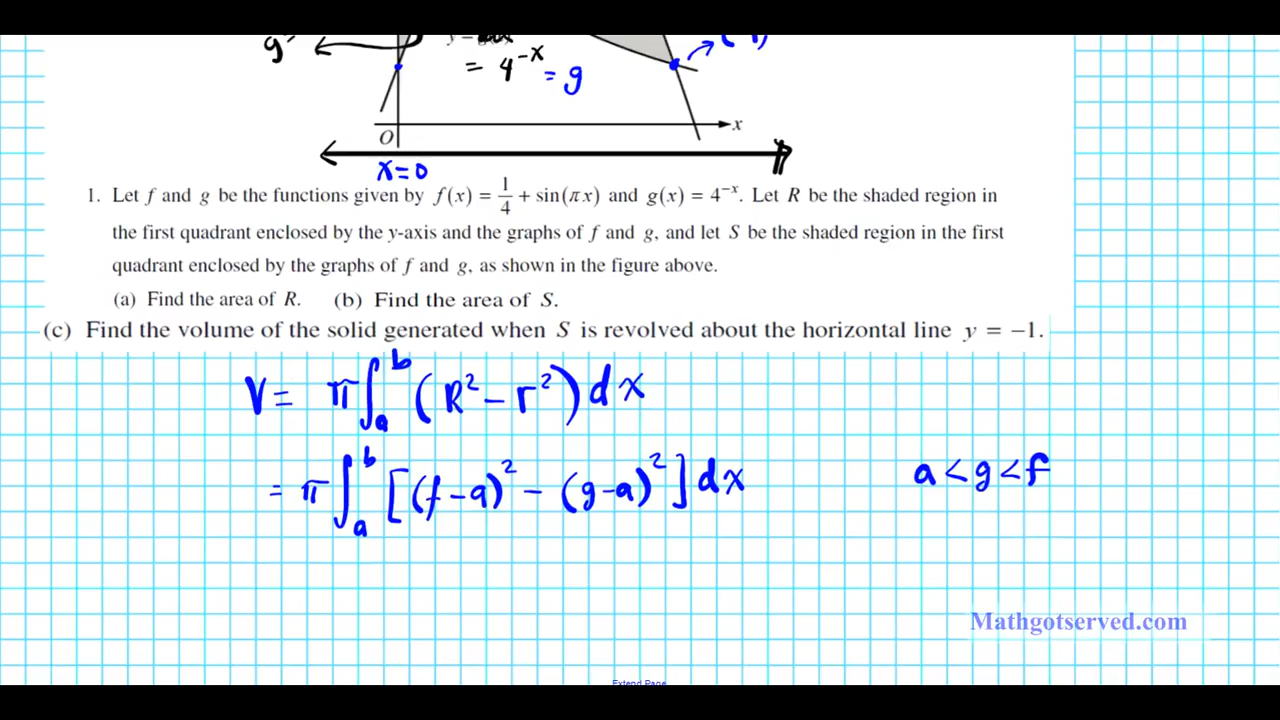 = 4^{-x} = g
O
x
x=0
1. Let f and g be the functions given by f(x) = 1/4 + sin(πx) and g(x) = 4^{-x}. Let R be the shaded region in
the first quadrant enclosed by the y-axis and the graphs of f and g, and let S be the shaded region in the first
quadrant enclosed by the graphs of f and g, as shown in the figure above.
(a) Find the area of R. (b) Find the area of S.
(c) Find the volume of the solid generated when S is revolved about the horizontal line y = −1.
V = π∫_a^b (R² − r²) dx
= π∫_a^b [(f−a)² − (g−a)²] dx
a < g < f
Mathgotserved.com
Extend Page